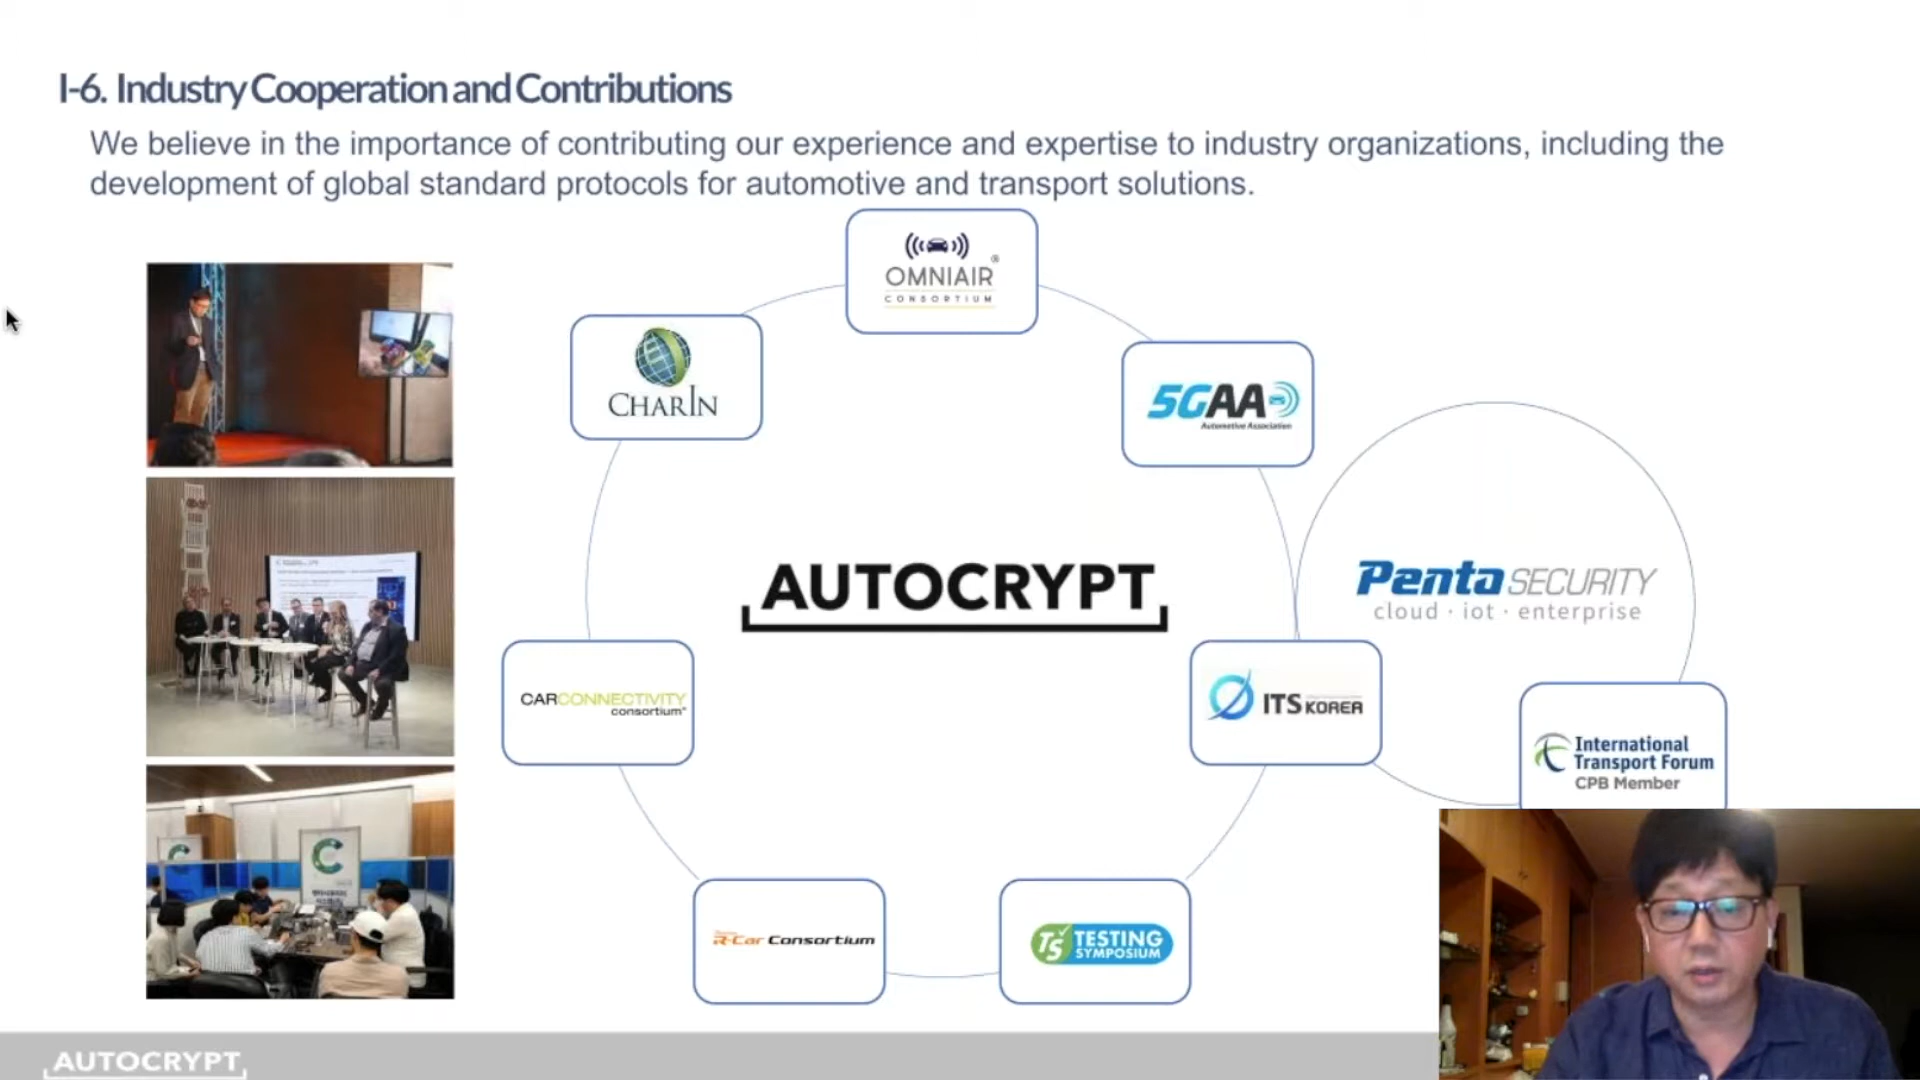 I-6. Industry Cooperation and Contributions
We believe in the importance of contributing our experience and expertise to industry organizations, including the
development of global standard protocols for automotive and transport solutions.
OMNIAIR®
CONSORTIUM
CHARIN
5GAA
Automotive Association
AUTOCRYPT
Penta SECURITY
cloud · iot · enterprise
CARCONNECTIVITY
consortium
ITS KOREA
International
Transport Forum
CPB Member
R-Car Consortium
TS TESTING
SYMPOSIUM
C
AUTOCRYPT